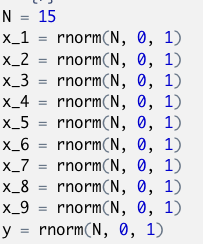 N = 15
x_1 = rnorm(N, 0, 1)
x_2 = rnorm(N, 0, 1)
x_3 = rnorm(N, 0, 1)
x_4 = rnorm(N, 0, 1)
x_5 = rnorm(N, 0, 1)
x_6 = rnorm(N, 0, 1)
x_7 = rnorm(N, 0, 1)
x_8 = rnorm(N, 0, 1)
x_9 = rnorm(N, 0, 1)
y = rnorm(N, 0, 1)